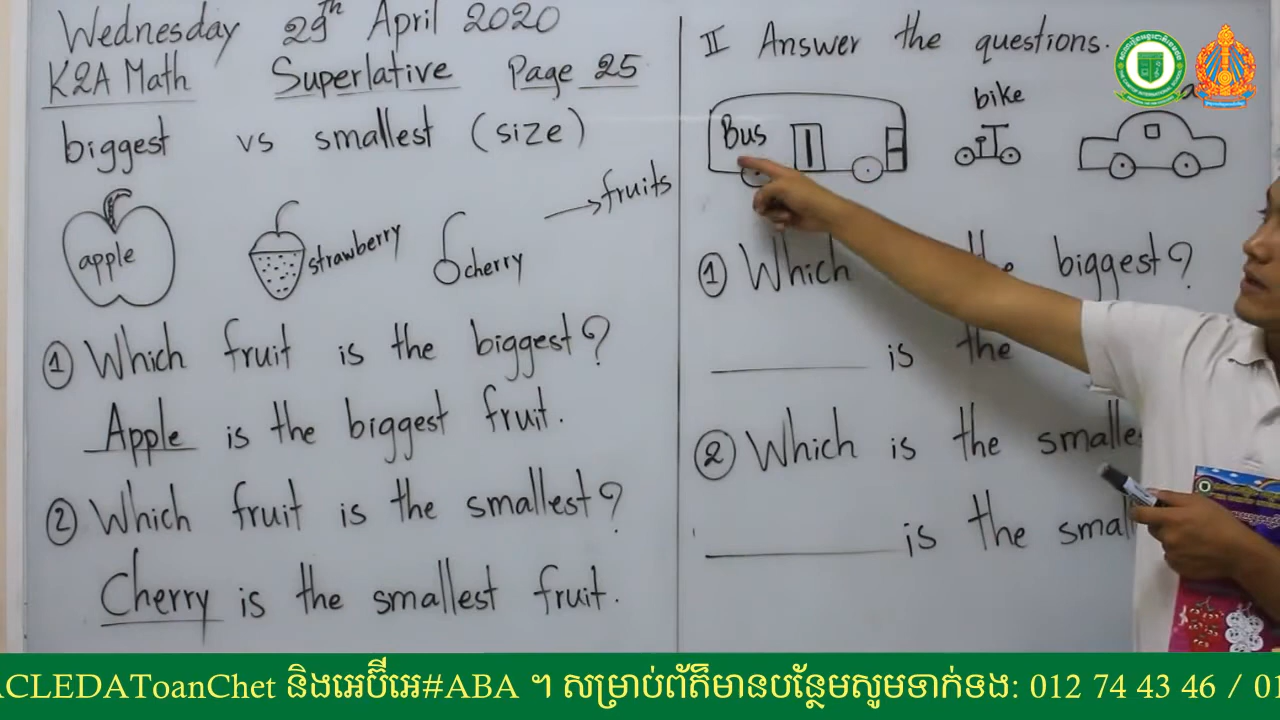 Wednesday 29th April 2020
K2A Math Superlative Page 25
biggest vs smallest (size)
apple
strawberry
cherry
fruits
① Which fruit is the biggest?
Apple is the biggest fruit.
② Which fruit is the smallest?
Cherry is the smallest fruit.
II Answer the questions.
Bus
bike
① Which the biggest?
is the
② Which is the smalle
is the small
ACLEDAToanChet និងអេប៊ីអេ#ABA ។ សម្រាប់ព័ត៌មានបន្ថែមសូមទាក់ទង: 012 74 43 46 / 01